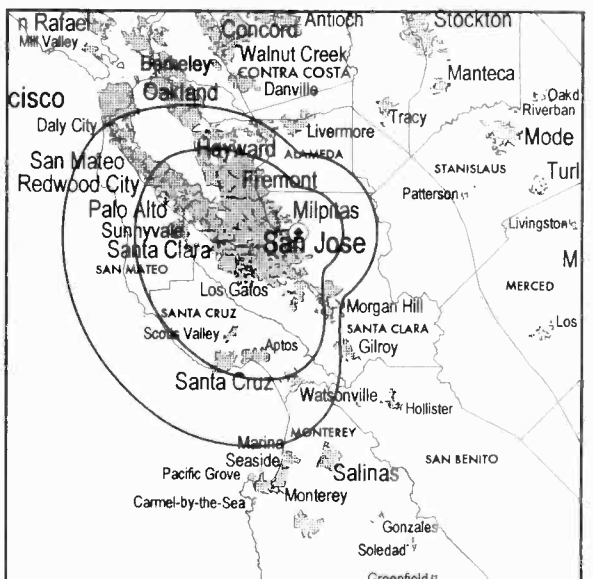 n Rafael
Antioch
Stockton
Concord
Mill Valley
Walnut Creek
Berkeley
CONTRA COSTA
Manteca
Danville
Oakland
cisco
Oakd
Riverban
Daly City
Tracy
Livermore
Mode
Hayward
ALAMEDA
San Mateo
STANISLAUS
Turl
Redwood City
Fremont
Patterson
Palo Alto
Milpitas
Livingston
Sunnyvale
San Jose
Santa Clara
M
SAN MATEO
MERCED
Los Gatos
Morgan Hill
SANTA CRUZ
SANTA CLARA
Los
Scotts Valley
Aptos
Gilroy
Santa Cruz
Watsonville
Hollister
MONTEREY
Marina
Seaside
SAN BENITO
Pacific Grove
Salinas
Monterey
Carmel-by-the-Sea
Gonzales
Soledad
Greenfield